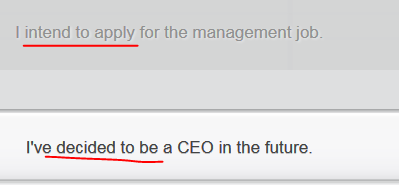 I intend to apply for the management job.
I've decided to be a CEO in the future.